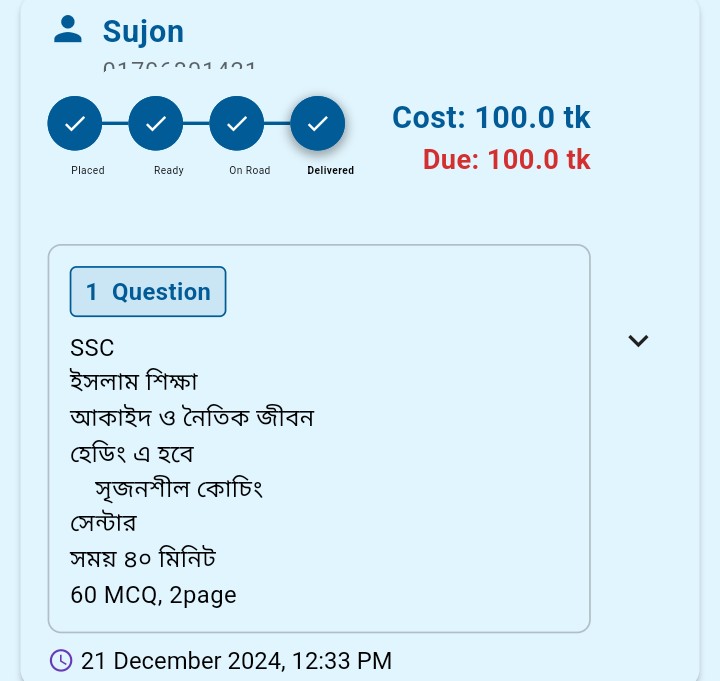 Sujon
Cost: 100.0 tk
Due: 100.0 tk
Placed
Ready
On Road
Delivered
1 Question
SSC
ইসলাম শিক্ষা
আকাইদ ও নৈতিক জীবন
হেডিং এ হবে
সৃজনশীল কোচিং
সেন্টার
সময় ৪০ মিনিট
60 MCQ, 2page
21 December 2024, 12:33 PM